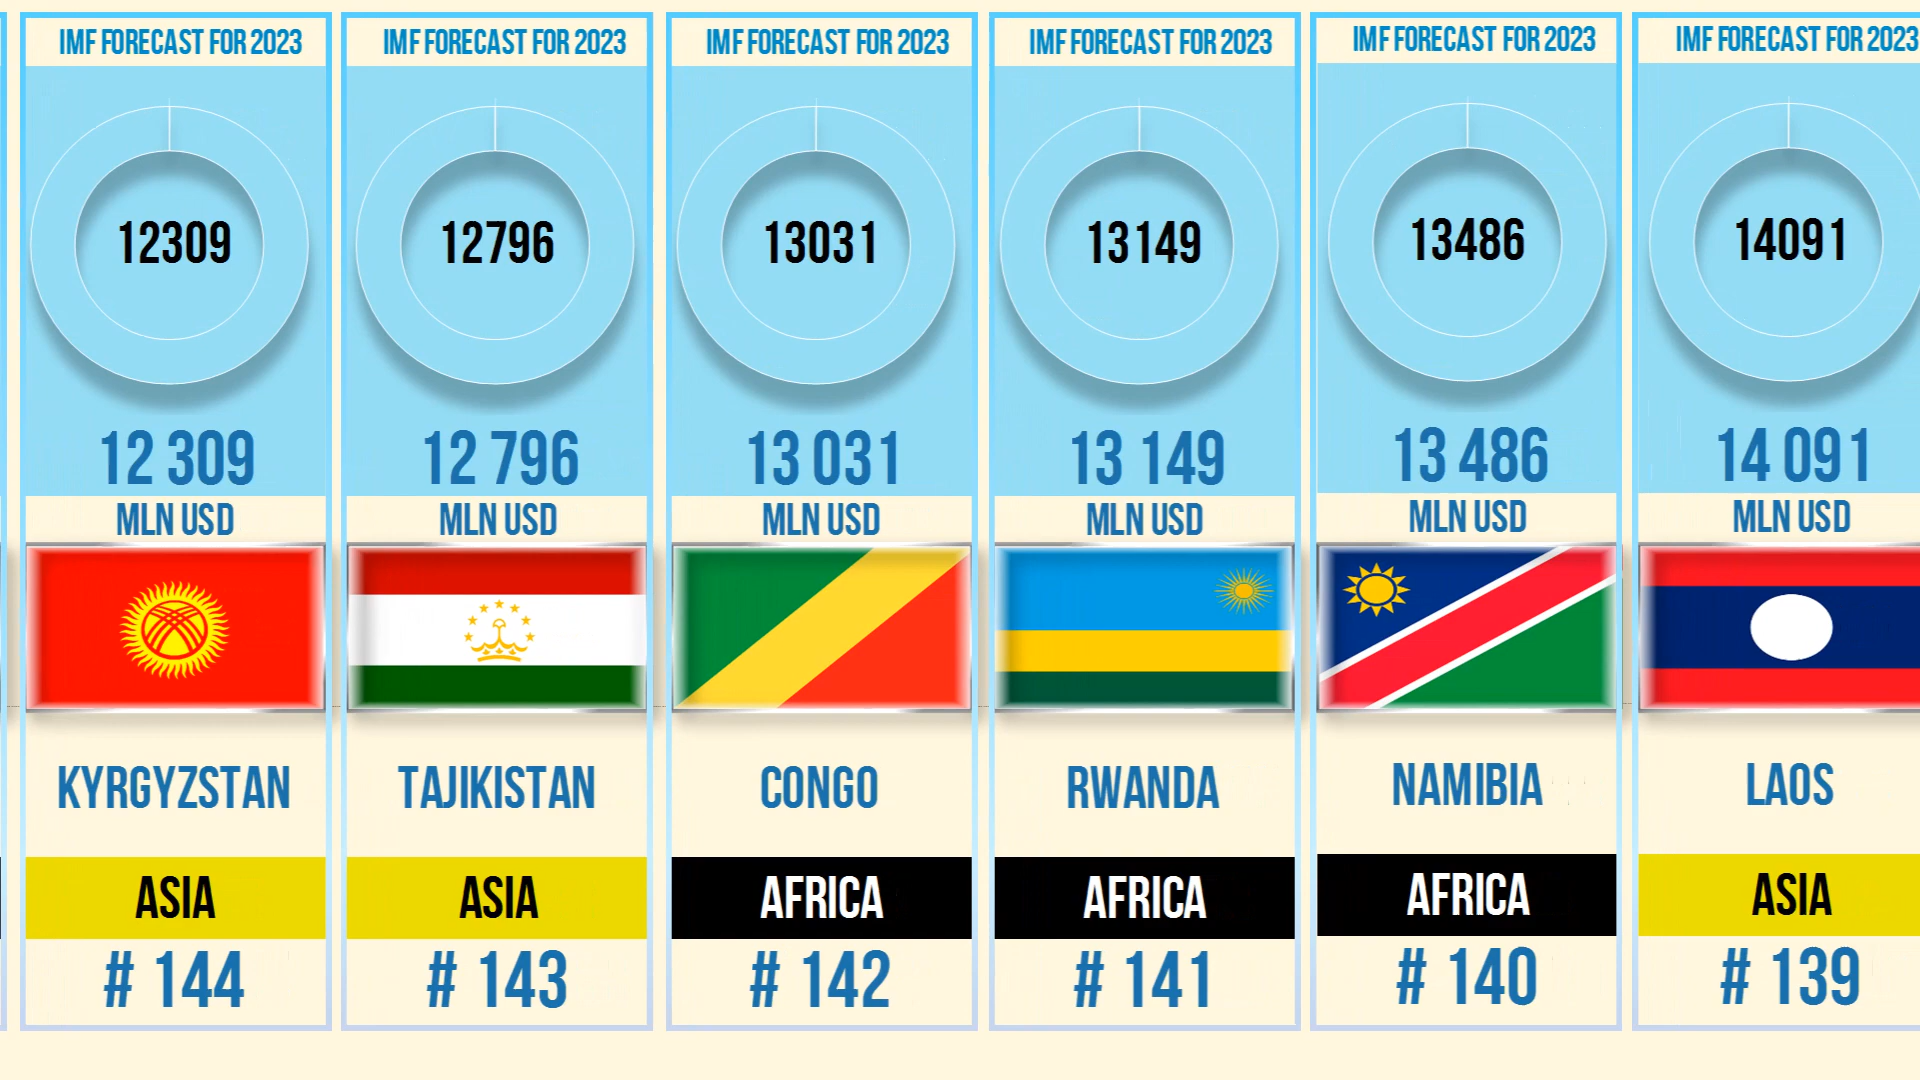 IMF FORECAST FOR 2023
12309
12 309
MLN USD
KYRGYZSTAN
ASIA
# 144
IMF FORECAST FOR 2023
12796
12 796
MLN USD
TAJIKISTAN
ASIA
# 143
IMF FORECAST FOR 2023
13031
13 031
MLN USD
CONGO
AFRICA
# 142
IMF FORECAST FOR 2023
13149
13 149
MLN USD
RWANDA
AFRICA
# 141
IMF FORECAST FOR 2023
13486
13 486
MLN USD
NAMIBIA
AFRICA
# 140
IMF FORECAST FOR 2023
14091
14 091
MLN USD
LAOS
ASIA
# 139